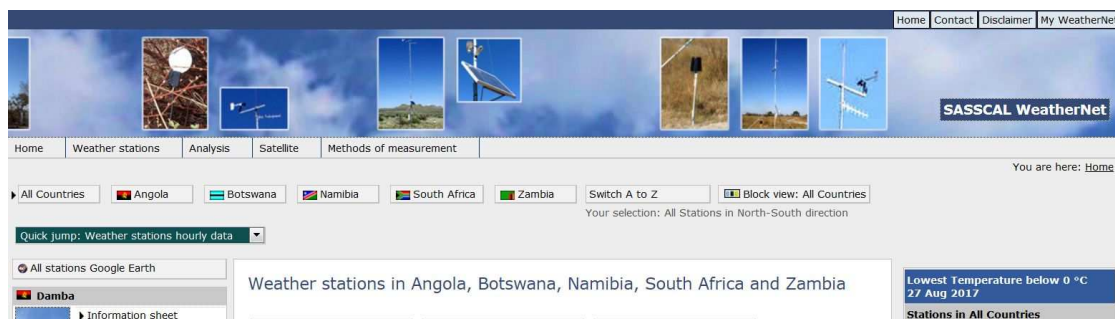 Home Contact Disclaimer My WeatherNet
SASSCAL WeatherNet
Home Weather stations Analysis Satellite Methods of measurement
You are here: Home
All Countries Angola Botswana Namibia South Africa Zambia Switch A to Z Block view: All Countries
Your selection: All Stations in North-South direction
Quick jump: Weather stations hourly data
All stations Google Earth
Damba
Information sheet
Weather stations in Angola, Botswana, Namibia, South Africa and Zambia
Lowest Temperature below 0 °C
27 Aug 2017
Stations in All Countries